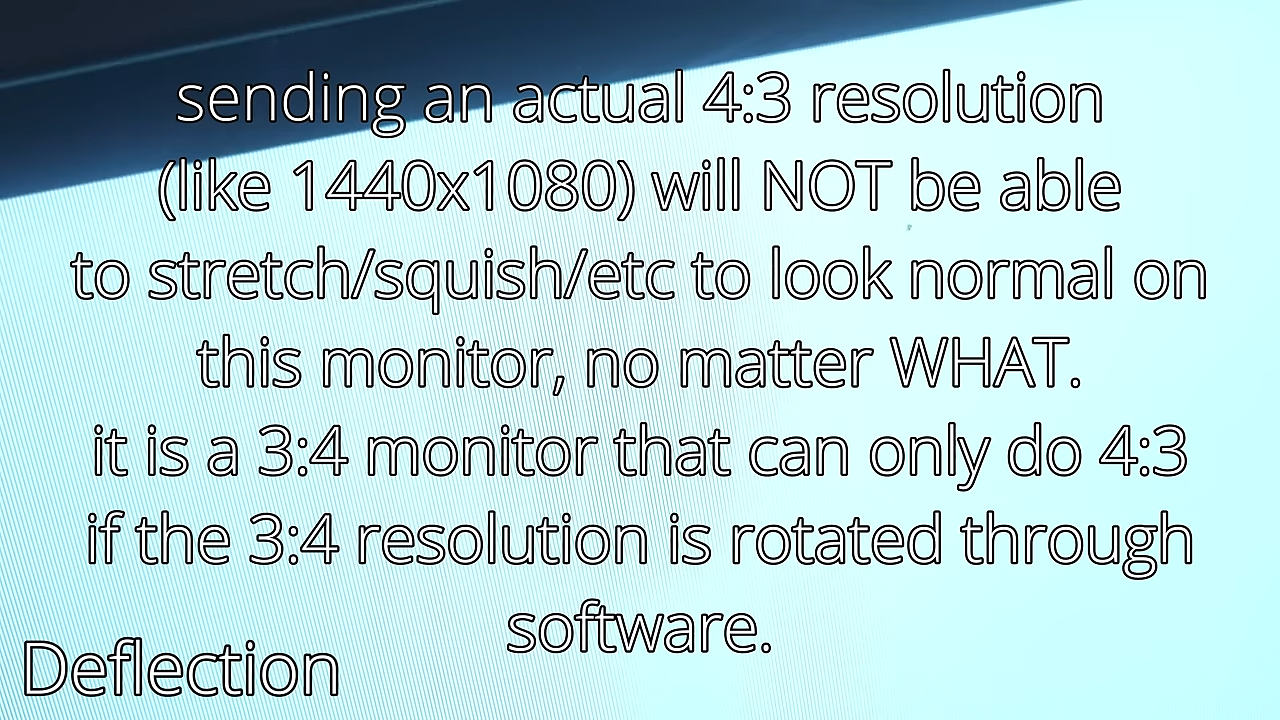 sending an actual 4:3 resolution
(like 1440x1080) will NOT be able
to stretch/squish/etc to look normal on
this monitor, no matter WHAT.
it is a 3:4 monitor that can only do 4:3
if the 3:4 resolution is rotated through
software.
Deflection